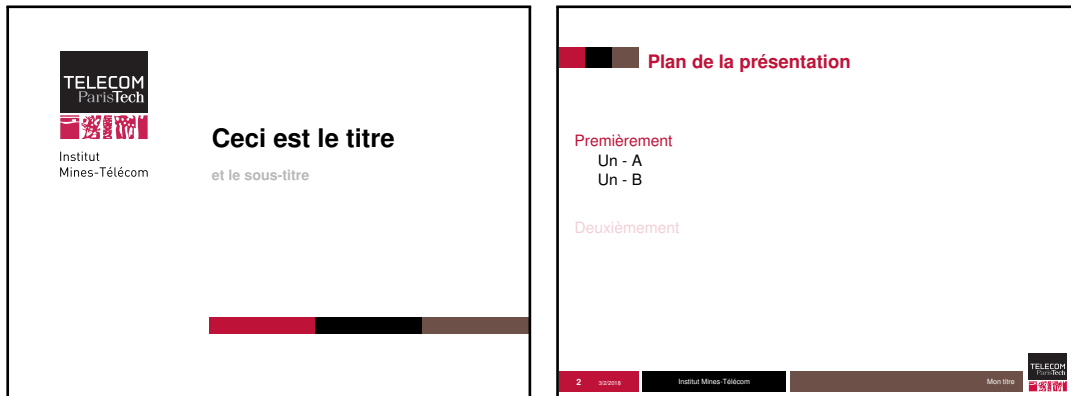 TELECOM
ParisTech
Institut
Mines-Télécom
Ceci est le titre
et le sous-titre
Plan de la présentation
Premièrement
Un - A
Un - B
Deuxièmement
2 3/2/2018 Institut Mines-Télécom Mon titre
TELECOM
ParisTech